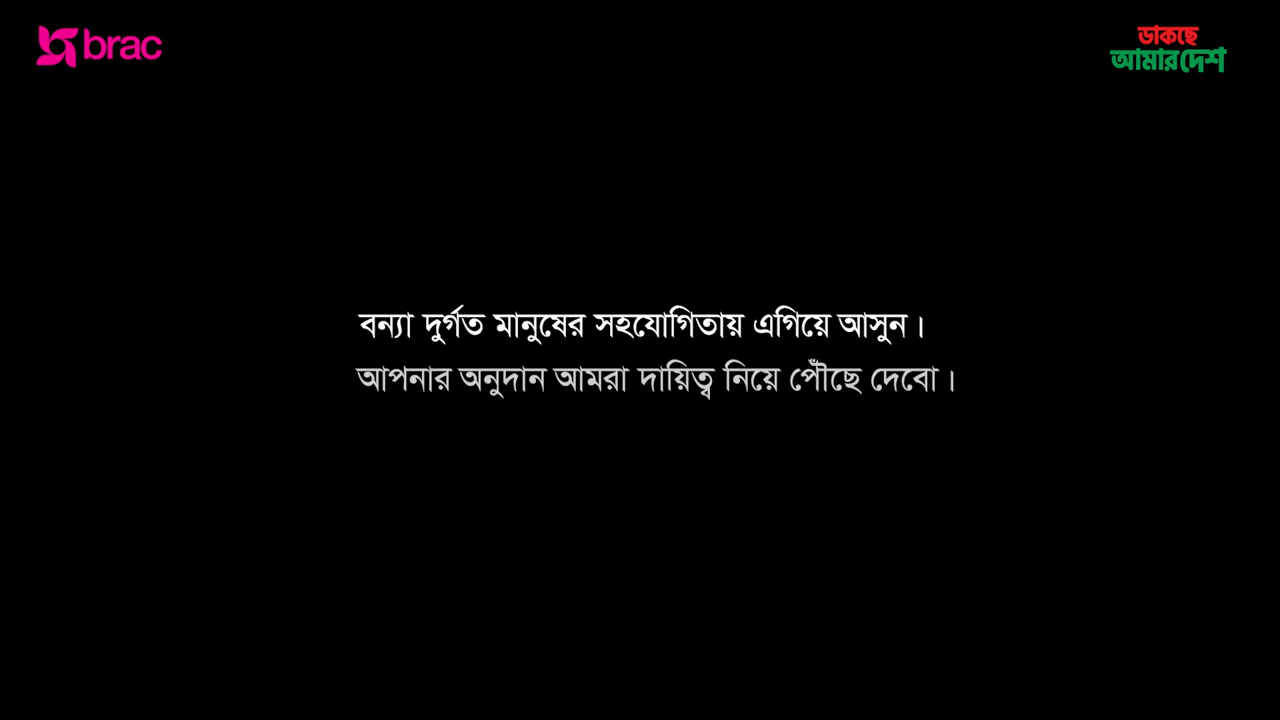 brac
ডাকছে
আমার দেশ
বন্যা দুর্গত মানুষের সহযোগিতায় এগিয়ে আসুন।
আপনার অনুদান আমরা দায়িত্ব নিয়ে পৌঁছে দেবো।